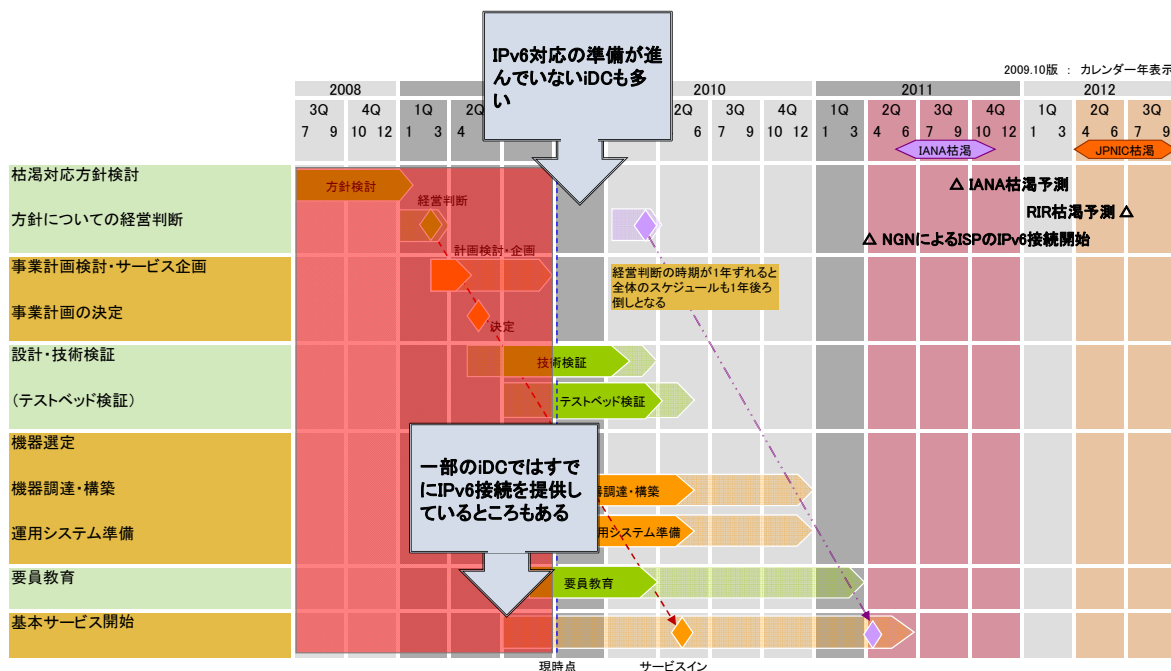 IPv6対応の準備が進
んでいないiDCも多
い
2009.10版 ： カレンダー年表示
2008
2010
2011
2012
3Q
4Q
1Q
2Q
2Q
3Q
4Q
1Q
2Q
3Q
4Q
1Q
2Q
3Q
7 9 10 12 1 3 4 6 7 9 10 12 1 3 4 6 7 9 10 12 1 3 4 6 7 9
IANA枯渇
JPNIC枯渇
枯渇対応方針検討
方針検討
△ IANA枯渇予測
経営判断
方針についての経営判断
RIR枯渇予測 △
△ NGNによるISPのIPv6接続開始
計画検討・企画
事業計画検討・サービス企画
経営判断の時期が1年ずれると
全体のスケジュールも1年後ろ
倒しとなる
事業計画の決定
決定
設計・技術検証
技術検証
（テストベッド検証）
テストベッド検証
機器選定
一部のiDCではすで
にIPv6接続を提供し
ているところもある
機器調達・構築
器調達・構築
運用システム準備
用システム準備
要員教育
要員教育
基本サービス開始
現時点
サービスイン